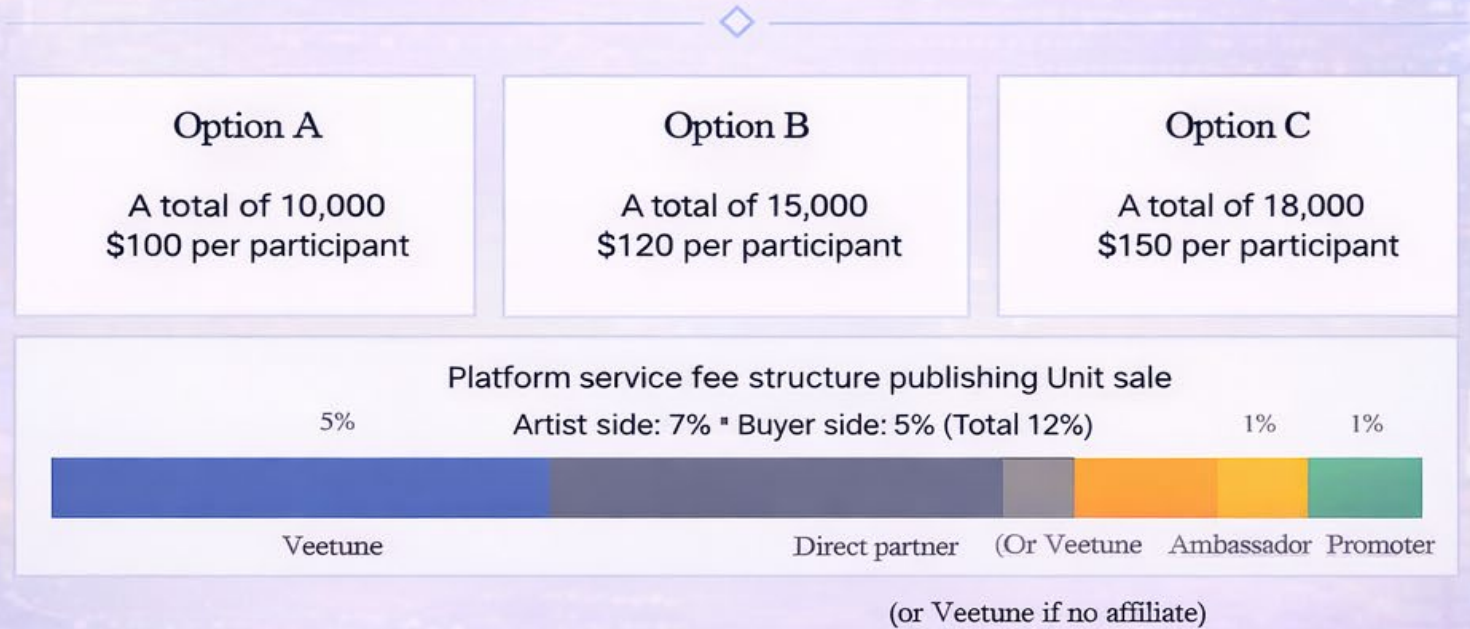 Option A
A total of 10,000
$100 per participant
Option B
A total of 15,000
$120 per participant
Option C
A total of 18,000
$150 per participant
Platform service fee structure publishing Unit sale
5%
Artist side: 7% ▪ Buyer side: 5% (Total 12%)
1%
1%
Veetune
Direct partner
(Or Veetune
Ambassador
Promoter
(or Veetune if no affiliate)